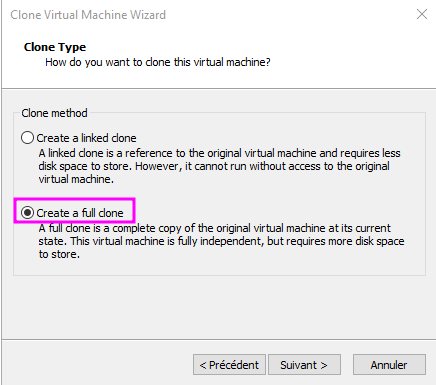 Clone Virtual Machine Wizard
Clone Type
How do you want to clone this virtual machine?
Clone method
Create a linked clone
A linked clone is a reference to the original virtual machine and requires less
disk space to store. However, it cannot run without access to the original
virtual machine.
Create a full clone
A full clone is a complete copy of the original virtual machine at its current
state. This virtual machine is fully independent, but requires more disk space
to store.
< Précédent
Suivant >
Annuler